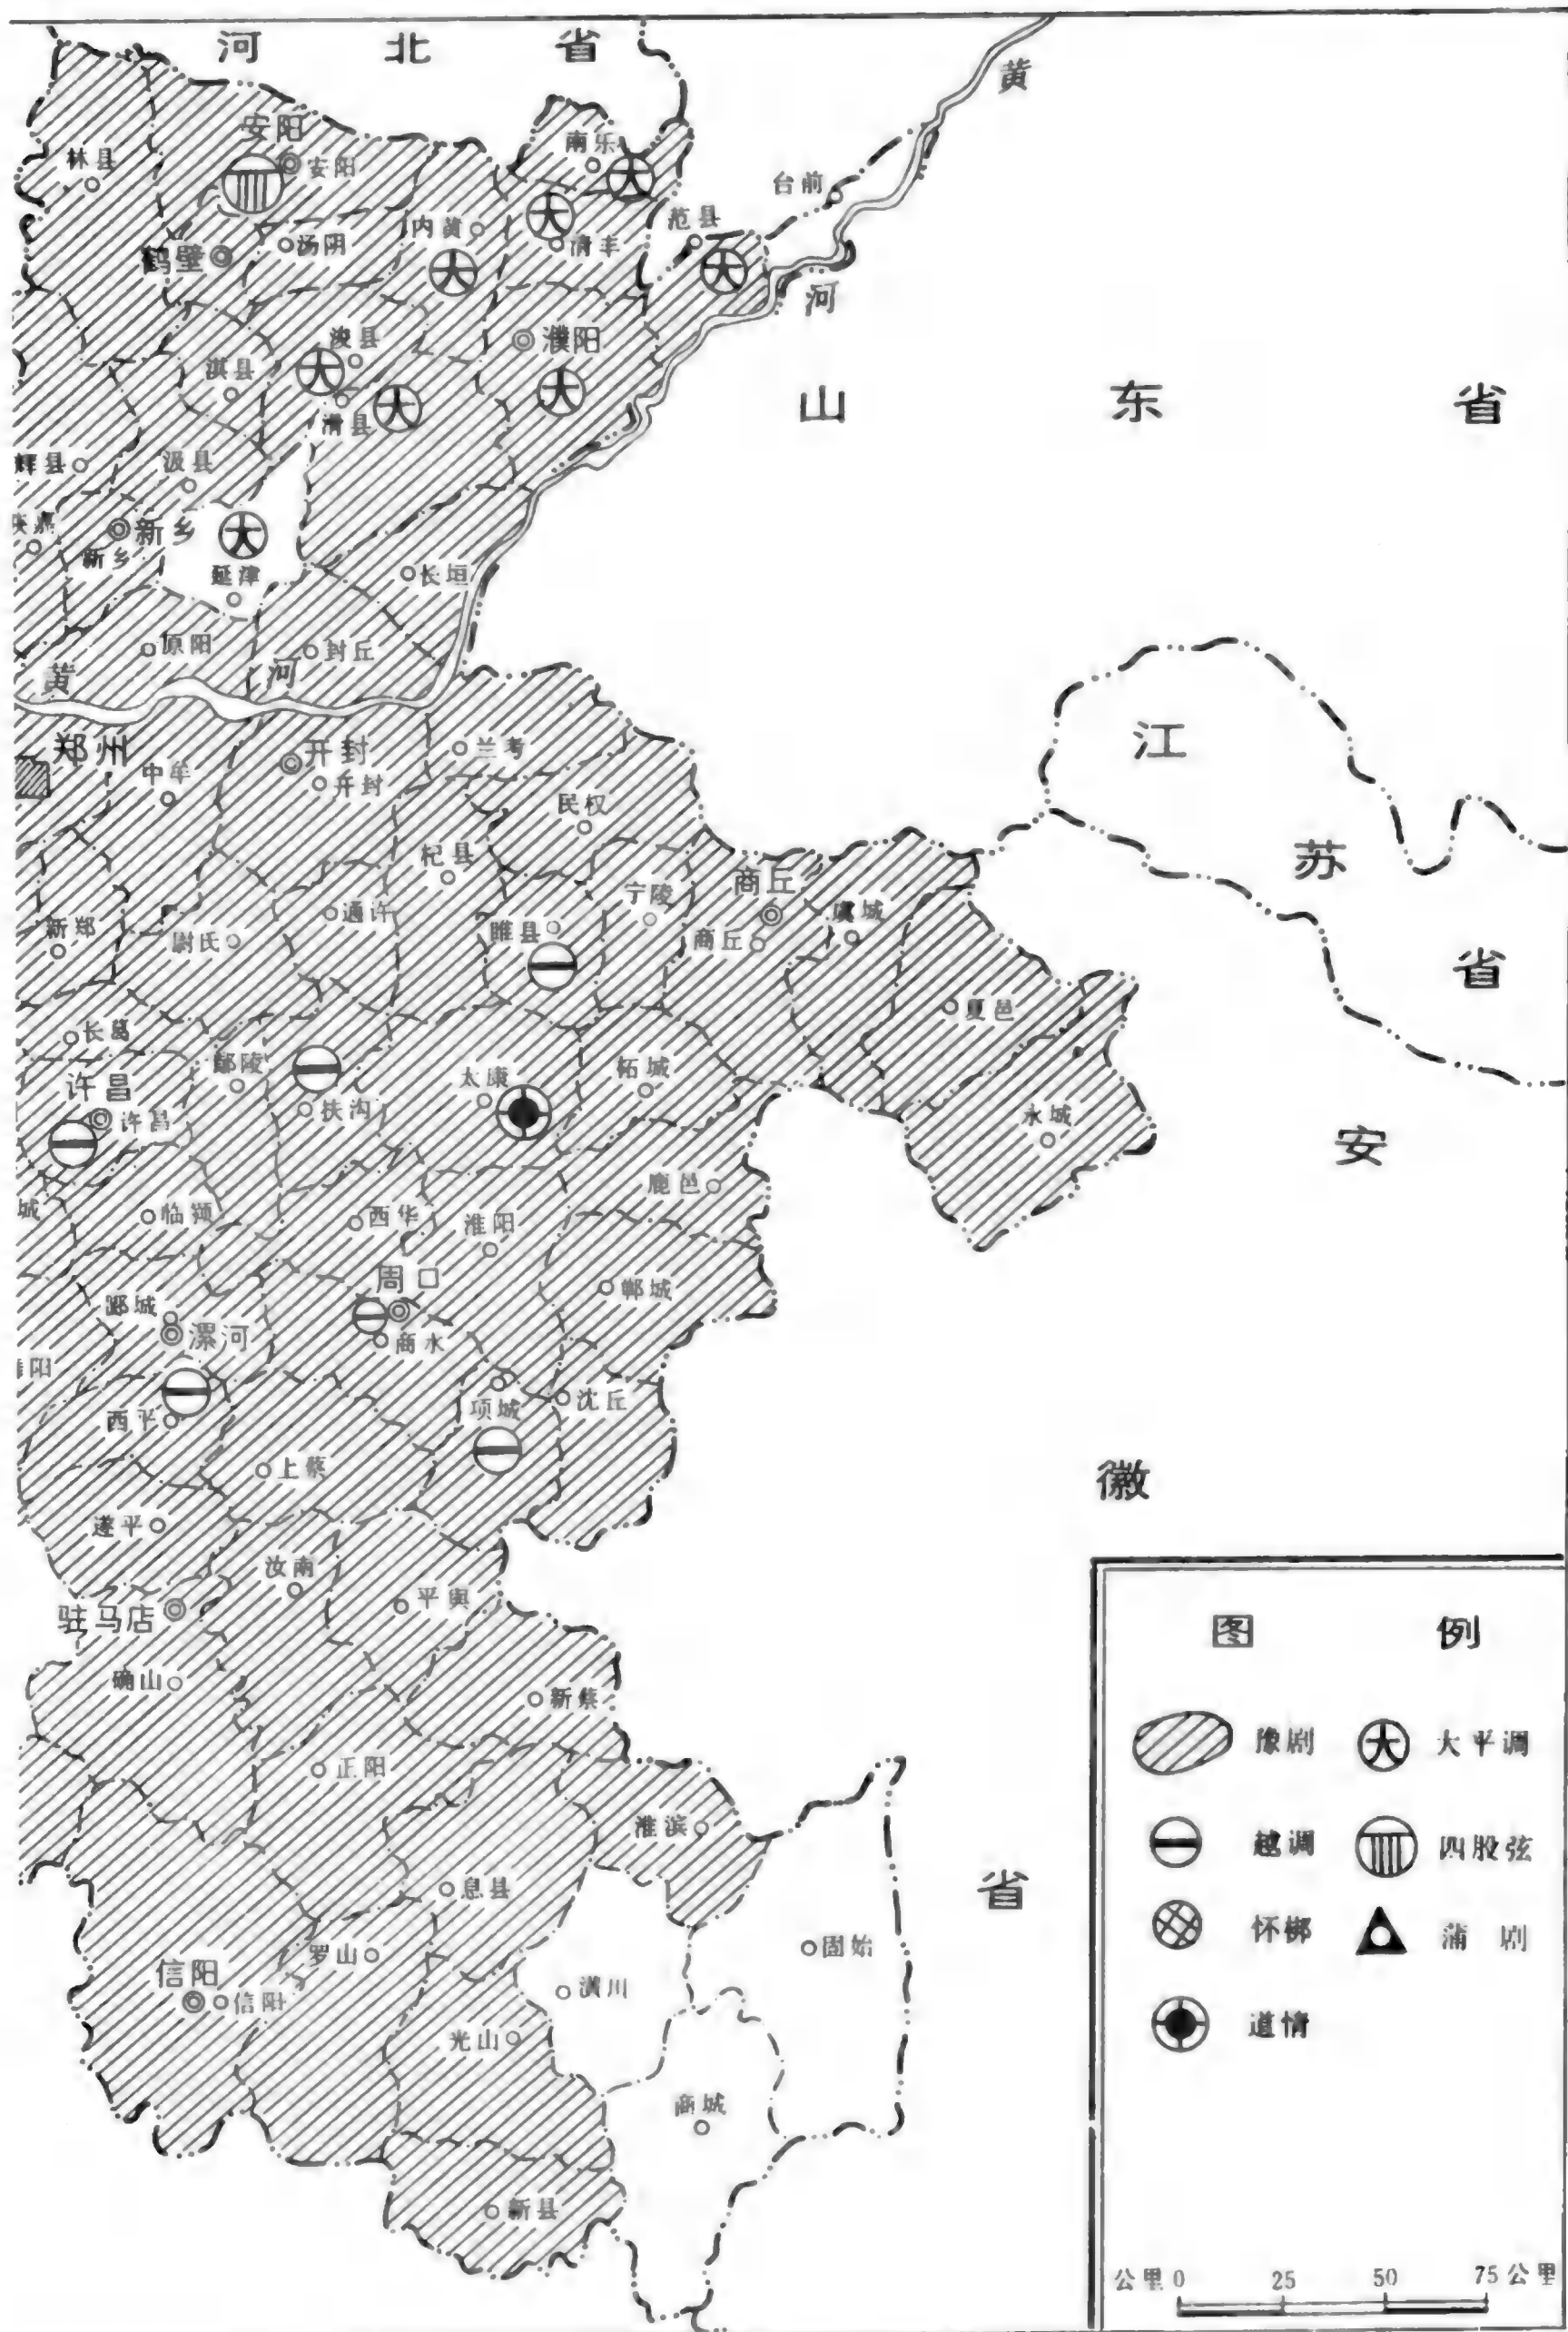 河 北 省
黄
安阳
林县
安阳
南乐
台前
范县
内黄
汤阴
鹤壁
清丰
河
浚县
濮阳
淇县
滑县
山 东 省
辉县
汲县
新乡
新乡
延津
长垣
原阳
封丘
黄
河
郑州
开封
兰考
中牟
开封
民权
江
杞县
商丘
宁陵
虞城
苏
新郑
尉氏
通许
睢县
商丘
省
夏邑
长葛
鄢陵
太康
柘城
许昌
许昌
扶沟
永城
安
鹿邑
城
临颍
西华
淮阳
周口
郸城
郾城
漯河
商水
阳
西平
项城
沈丘
上蔡
徽
遂平
汝南
平舆
驻马店
确山
新蔡
正阳
淮滨
息县
省
罗山
固始
信阳
信阳
潢川
光山
商城
新县
图 例
豫剧 大 大平调
越调 四股弦
怀梆 蒲剧
道情
公里 0 25 50 75 公里